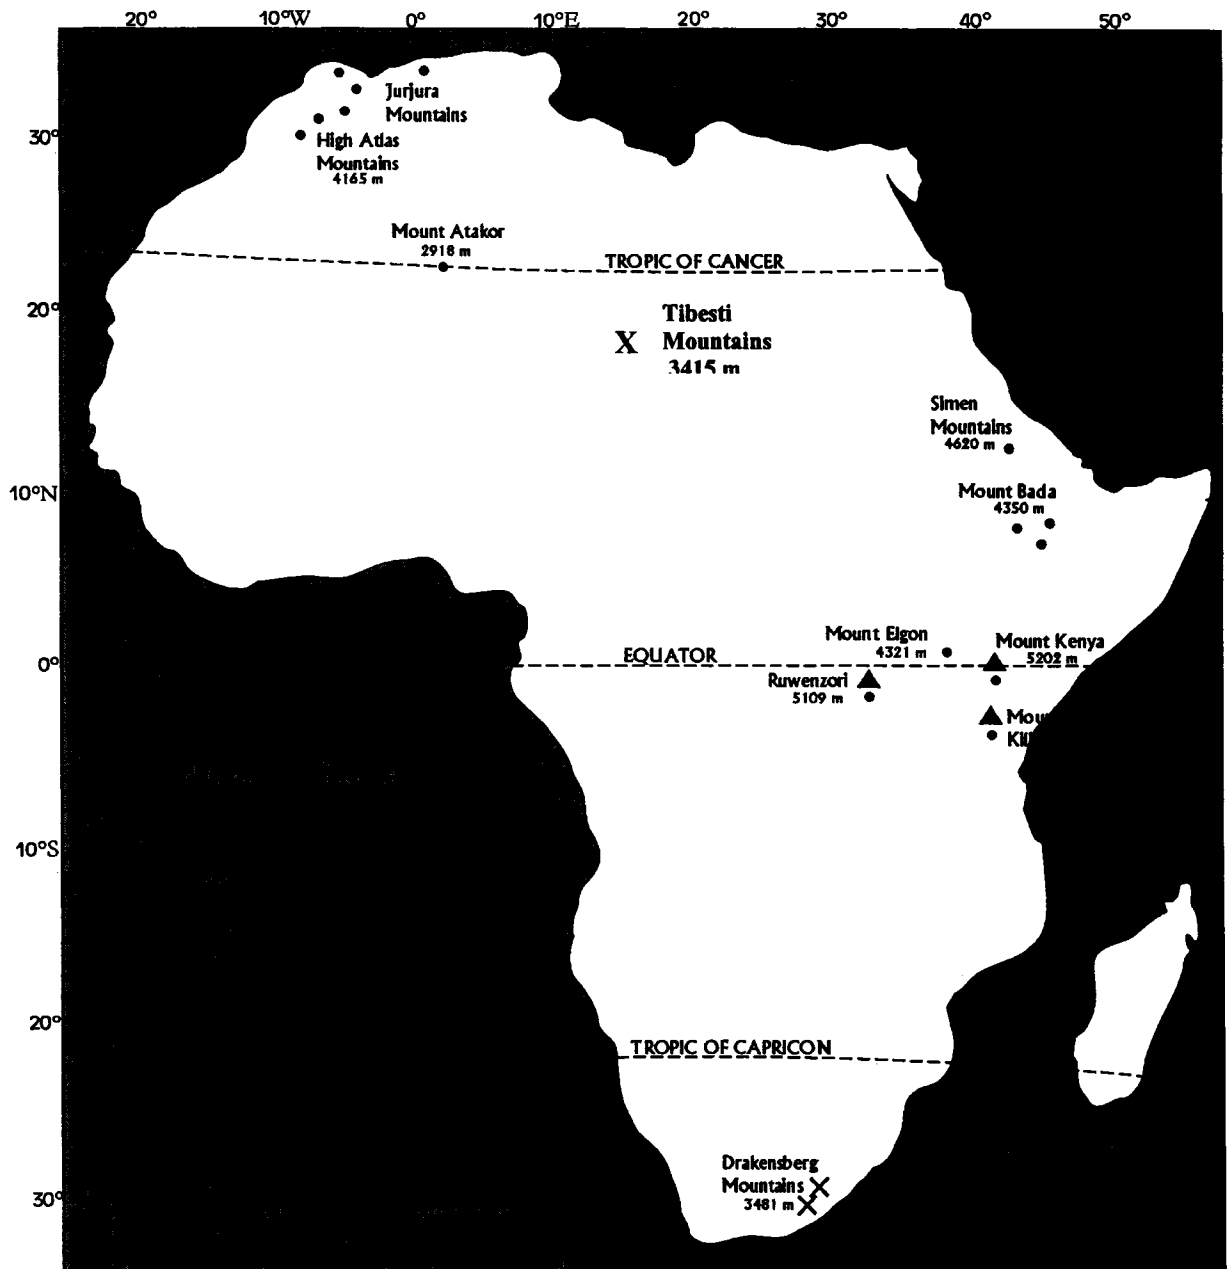 20° 10°W 0° 10°E 20° 30° 40° 50°
Jurjura
Mountains
30°
High Atlas
Mountains
4165 m
Mount Atakor
2918 m
TROPIC OF CANCER
20°
Tibesti
Mountains
3415 m
X
Simen
Mountains
4620 m
10°N
Mount Bada
4350 m
Mount Elgon
4321 m
Mount Kenya
5202 m
0°
EQUATOR
Ruwenzori
5109 m
10°S
20°
TROPIC OF CAPRICON
Drakensberg
Mountains
3481 m
30°